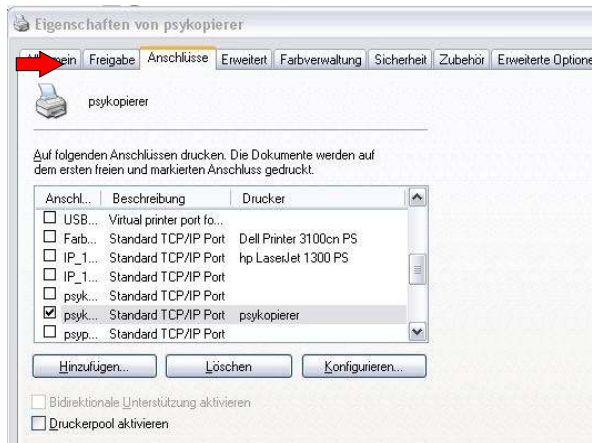 Eigenschaften von psykopierer
Freigabe Anschlüsse Erweitert Farbverwaltung Sicherheit Zubehör Erweiterte Optione
psykopierer
Auf folgenden Anschlüssen drucken. Die Dokumente werden auf
dem ersten freien und markierten Anschluss gedruckt.
Anschl... Beschreibung Drucker
USB... Virtual printer port fo...
Farb... Standard TCP/IP Port Dell Printer 3100cn PS
IP_1... Standard TCP/IP Port hp LaserJet 1300 PS
IP_1... Standard TCP/IP Port
psyk... Standard TCP/IP Port
psyk... Standard TCP/IP Port psykopierer
psyp... Standard TCP/IP Port
Hinzufügen... Löschen Konfigurieren...
Bidirektionale Unterstützung aktivieren
Druckerpool aktivieren